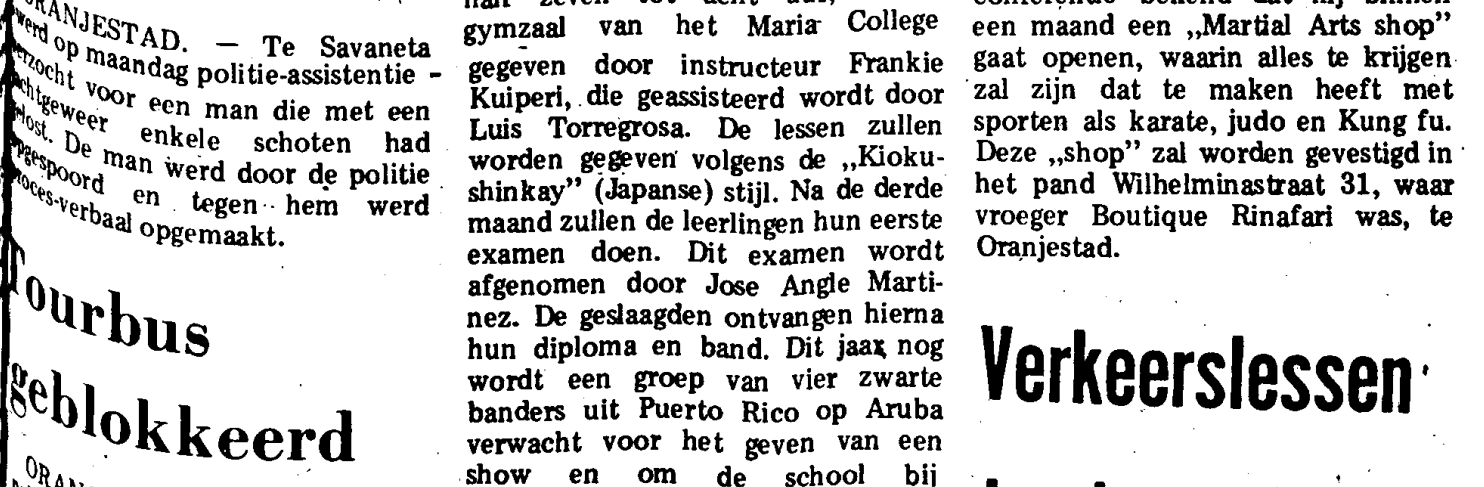 ORANJESTAD. — Te Savaneta
werd op maandag politie-assistentie -
verzocht voor een man die met een
achtgeweer enkele schoten had
gelost. De man werd door de politie
opgespoord en tegen hem werd
proces-verbaal opgemaakt.
Tourbus
geblokkeerd
gymzaal van het Maria College
gegeven door instructeur Frankie
Kuiperi, die geassisteerd wordt door
Luis Torregrosa. De lessen zullen
worden gegeven volgens de „Kioku-
shinkay” (Japanse) stijl. Na de derde
maand zullen de leerlingen hun eerste
examen doen. Dit examen wordt
afgenomen door Jose Angle Marti-
nez. De geslaagden ontvangen hierna
hun diploma en band. Dit jaar nog
wordt een groep van vier zwarte
banders uit Puerto Rico op Aruba
verwacht voor het geven van een
show en om de school bij
een maand een „Martial Arts shop”
gaat openen, waarin alles te krijgen
zal zijn dat te maken heeft met
sporten als karate, judo en Kung fu.
Deze „shop” zal worden gevestigd in
het pand Wilhelminastraat 31, waar
vroeger Boutique Rinafari was, te
Oranjestad.
Verkeerslessen